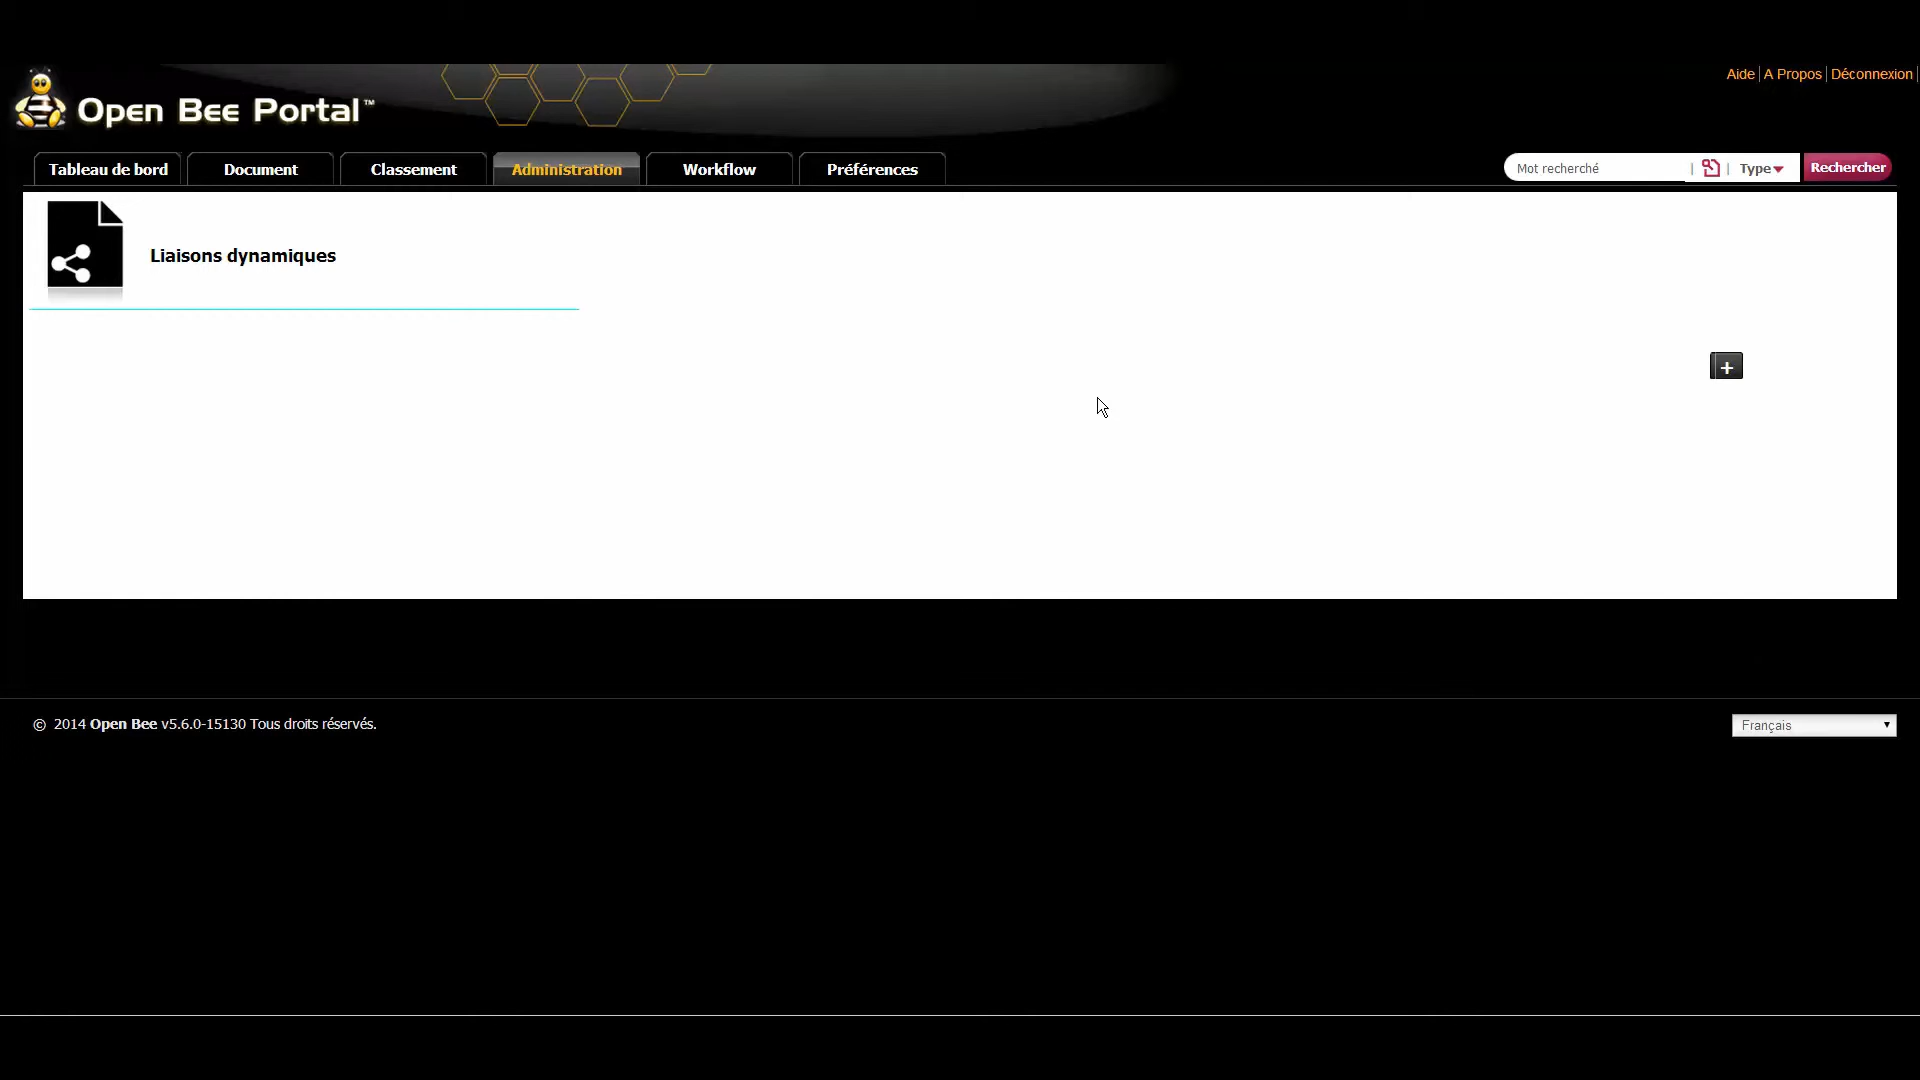 Aide A Propos Déconnexion
Open Bee Portal™
Tableau de bord Document Classement Administration Workflow Préférences Mot recherché | | Type Rechercher
Liaisons dynamiques
+
© 2014 Open Bee v5.6.0-15130 Tous droits réservés. Français